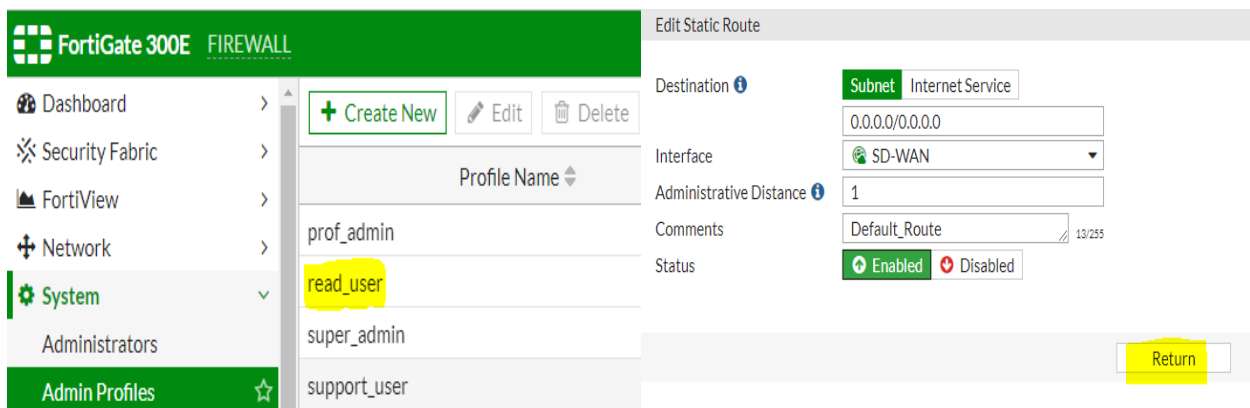 FortiGate 300E FIREWALL
Dashboard
Security Fabric
FortiView
Network
System
Administrators
Admin Profiles
Create New Edit Delete
Profile Name
prof_admin
read_user
super_admin
support_user
Edit Static Route
Destination Subnet Internet Service
0.0.0.0/0.0.0.0
Interface SD-WAN
Administrative Distance 1
Comments Default_Route 13/255
Status Enabled Disabled
Return